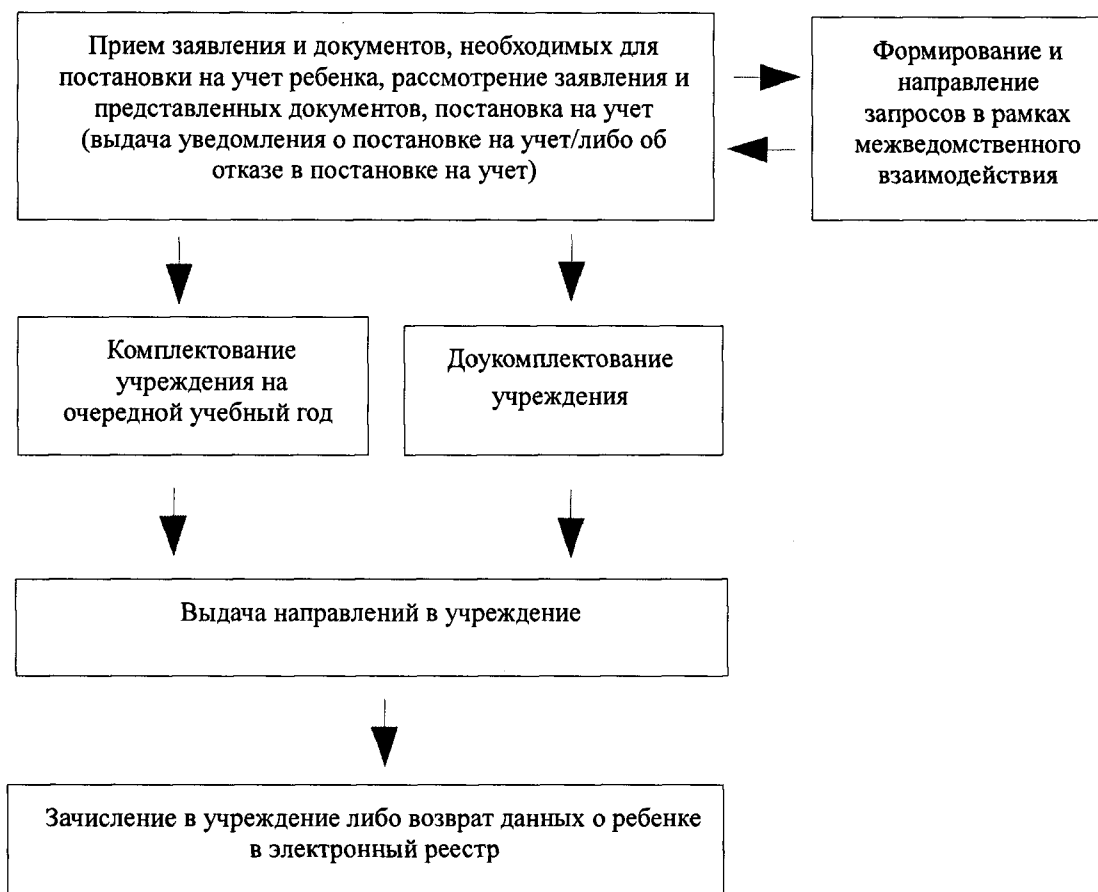 Прием заявления и документов, необходимых для
постановки на учет ребенка, рассмотрение заявления и
представленных документов, постановка на учет
(выдача уведомления о постановке на учет/либо об
отказе в постановке на учет)
Формирование и
направление
запросов в рамках
межведомственного
взаимодействия
Комплектование
учреждения на
очередной учебный год
Доукомплектование
учреждения
Выдача направлений в учреждение
Зачисление в учреждение либо возврат данных о ребенке
в электронный реестр